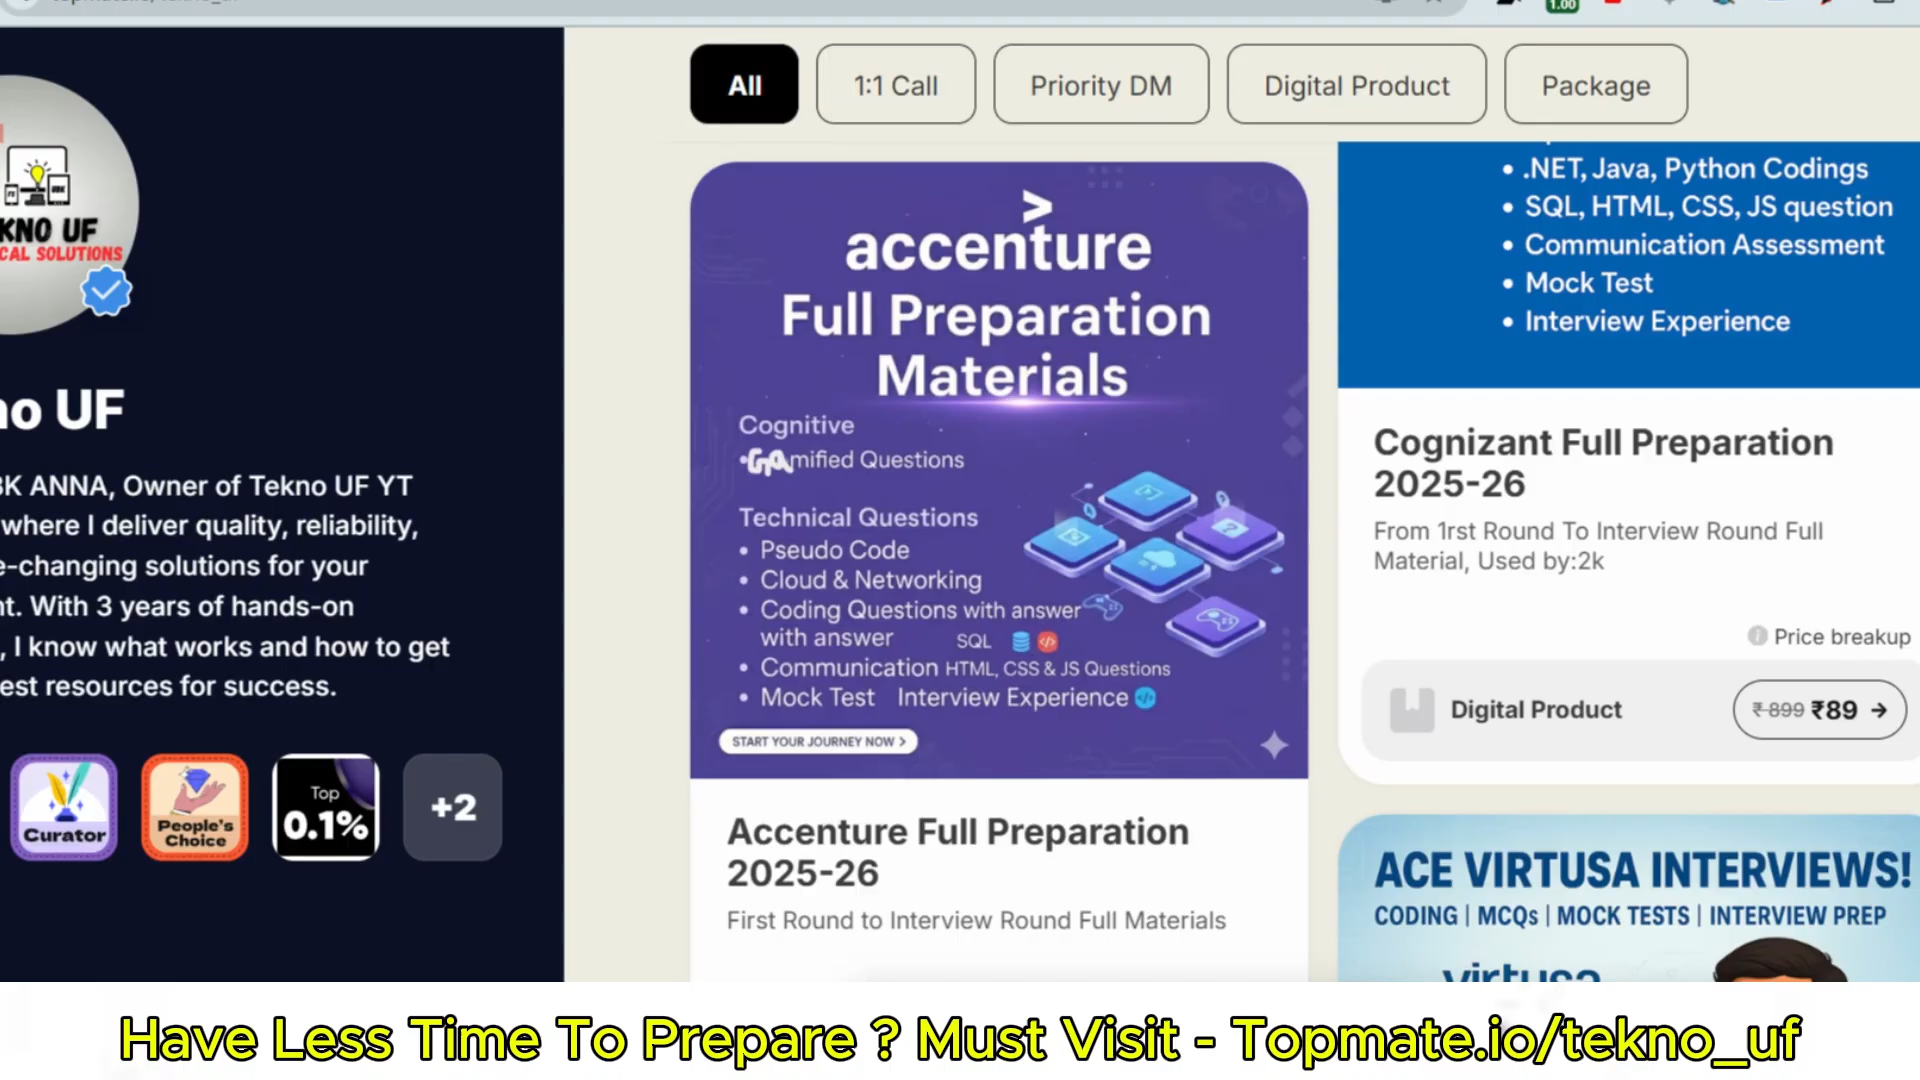 1.00
All
1:1 Call
Priority DM
Digital Product
Package
KNO UF
CAL SOLUTIONS
no UF
BK ANNA, Owner of Tekno UF YT
where I deliver quality, reliability,
e-changing solutions for your
nt. With 3 years of hands-on
, I know what works and how to get
est resources for success.
Curator
People's
Choice
Top
0.1%
+2
>
accenture
Full Preparation
Materials
Cognitive
•GAmified Questions
Technical Questions
• Pseudo Code
• Cloud & Networking
• Coding Questions with answer
with answer SQL
• Communication HTML, CSS & JS Questions
• Mock Test Interview Experience
START YOUR JOURNEY NOW >
Accenture Full Preparation
2025-26
First Round to Interview Round Full Materials
• .NET, Java, Python Codings
• SQL, HTML, CSS, JS question
• Communication Assessment
• Mock Test
• Interview Experience
Cognizant Full Preparation
2025-26
From 1rst Round To Interview Round Full
Material, Used by:2k
Price breakup
Digital Product
₹899 ₹89 →
ACE VIRTUSA INTERVIEWS!
CODING | MCQs | MOCK TESTS | INTERVIEW PREP
virtusa
Have Less Time To Prepare ? Must Visit - Topmate.io/tekno_uf